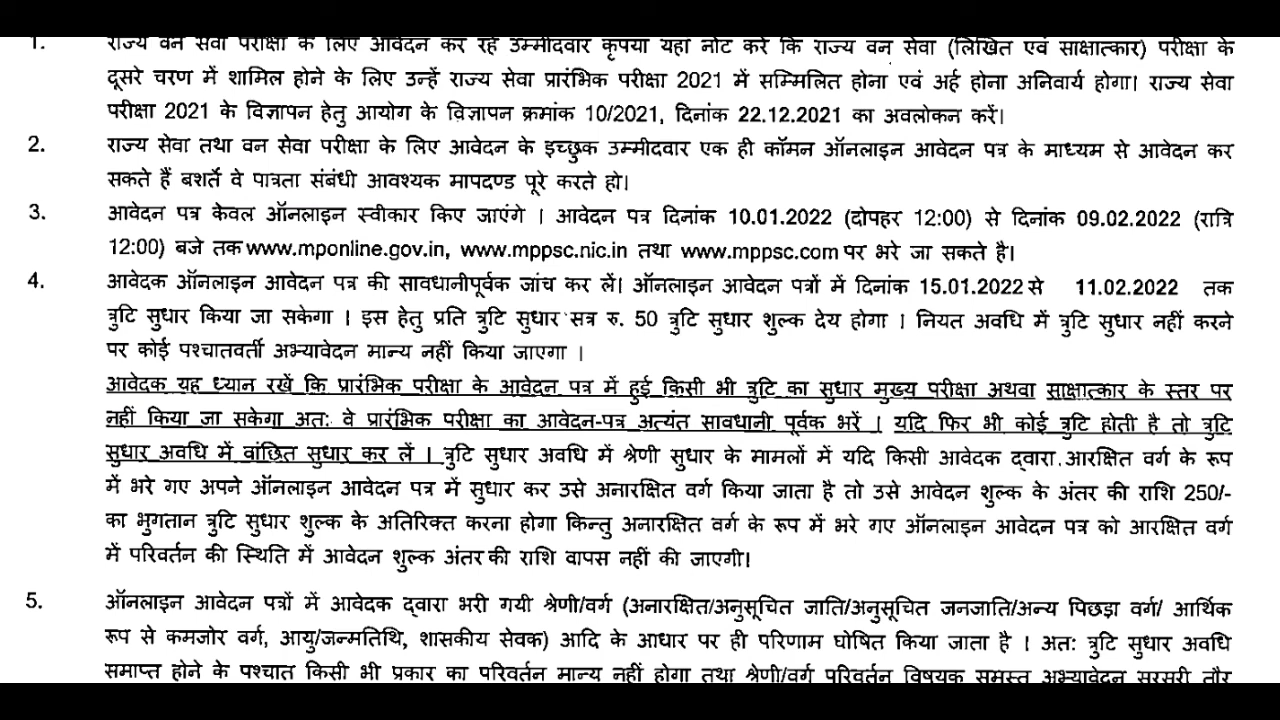 1. राज्य वन सेवा परीक्षा के लिए आवेदन कर रहे उम्मीदवार कृपया यहां नोट करें कि राज्य वन सेवा (लिखित एवं साक्षात्कार) परीक्षा के
दूसरे चरण में शामिल होने के लिए उन्हें राज्य सेवा प्रारंभिक परीक्षा 2021 में सम्मिलित होना एवं अर्ह होना अनिवार्य होगा। राज्य सेवा
परीक्षा 2021 के विज्ञापन हेतु आयोग के विज्ञापन क्रमांक 10/2021, दिनांक 22.12.2021 का अवलोकन करें।
2. राज्य सेवा तथा वन सेवा परीक्षा के लिए आवेदन के इच्छुक उम्मीदवार एक ही कॉमन ऑनलाइन आवेदन पत्र के माध्यम से आवेदन कर
सकते हैं बशर्ते वे पात्रता संबंधी आवश्यक मापदण्ड पूरे करते हो।
3. आवेदन पत्र केवल ऑनलाइन स्वीकार किए जाएंगे । आवेदन पत्र दिनांक 10.01.2022 (दोपहर 12:00) से दिनांक 09.02.2022 (रात्रि
12:00) बजे तक www.mponline.gov.in, www.mppsc.nic.in तथा www.mppsc.com पर भरे जा सकते है।
4. आवेदक ऑनलाइन आवेदन पत्र की सावधानीपूर्वक जांच कर लें। ऑनलाइन आवेदन पत्रों में दिनांक 15.01.2022 से 11.02.2022 तक
त्रुटि सुधार किया जा सकेगा । इस हेतु प्रति त्रुटि सुधार सत्र रु. 50 त्रुटि सुधार शुल्क देय होगा । नियत अवधि में त्रुटि सुधार नहीं करने
पर कोई पश्चातवर्ती अभ्यावेदन मान्य नहीं किया जाएगा ।
आवेदक यह ध्यान रखें कि प्रारंभिक परीक्षा के आवेदन पत्र में हुई किसी भी त्रुटि का सुधार मुख्य परीक्षा अथवा साक्षात्कार के स्तर पर
नहीं किया जा सकेगा अतः वे प्रारंभिक परीक्षा का आवेदन-पत्र अत्यंत सावधानी पूर्वक भरें । यदि फिर भी कोई त्रुटि होती है तो त्रुटि
सुधार अवधि में वांछित सुधार कर लें । त्रुटि सुधार अवधि में श्रेणी सुधार के मामलों में यदि किसी आवेदक द्वारा आरक्षित वर्ग के रूप
में भरे गए अपने ऑनलाइन आवेदन पत्र में सुधार कर उसे अनारक्षित वर्ग किया जाता है तो उसे आवेदन शुल्क के अंतर की राशि 250/-
का भुगतान त्रुटि सुधार शुल्क के अतिरिक्त करना होगा किन्तु अनारक्षित वर्ग के रूप में भरे गए ऑनलाइन आवेदन पत्र को आरक्षित वर्ग
में परिवर्तन की स्थिति में आवेदन शुल्क अंतर की राशि वापस नहीं की जाएगी।
5. ऑनलाइन आवेदन पत्रों में आवेदक द्वारा भरी गयी श्रेणी/वर्ग (अनारक्षित/अनुसूचित जाति/अनुसूचित जनजाति/अन्य पिछड़ा वर्ग/ आर्थिक
रूप से कमजोर वर्ग, आयु/जन्मतिथि, शासकीय सेवक) आदि के आधार पर ही परिणाम घोषित किया जाता है । अतः त्रुटि सुधार अवधि
समाप्त होने के पश्चात किसी भी प्रकार का परिवर्तन मान्य नहीं होगा तथा श्रेणी/वर्ग परिवर्तन विषयक समस्त अभ्यावेदन सरसरी तौर